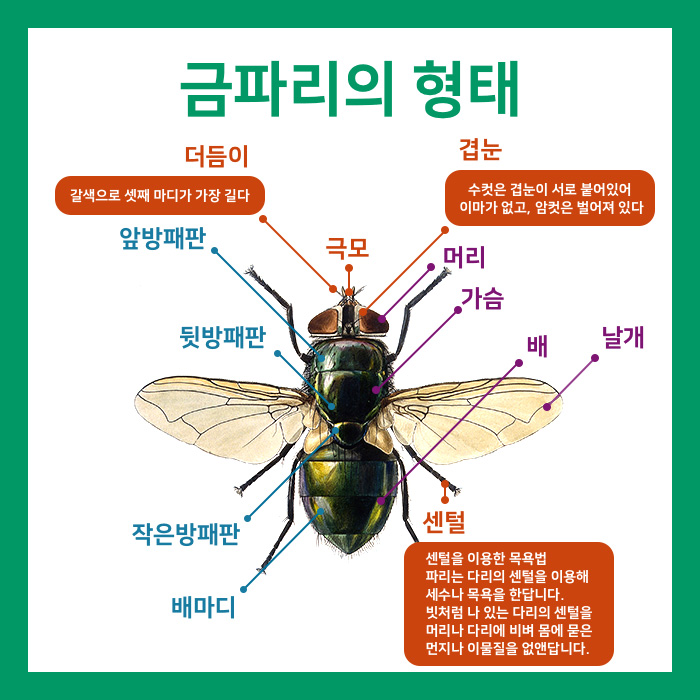 금파리의 형태
더듬이
갈색으로 셋째 마디가 가장 길다
겹눈
수컷은 겹눈이 서로 붙어있어
이마가 없고, 암컷은 벌어져 있다
앞방패판
극모
머리
가슴
뒷방패판
배
날개
작은방패판
배마디
센털
센털을 이용한 목욕법
파리는 다리의 센털을 이용해
세수나 목욕을 한답니다.
빗처럼 나 있는 다리의 센털을
머리나 다리에 비벼 몸에 묻은
먼지나 이물질을 없앤답니다.